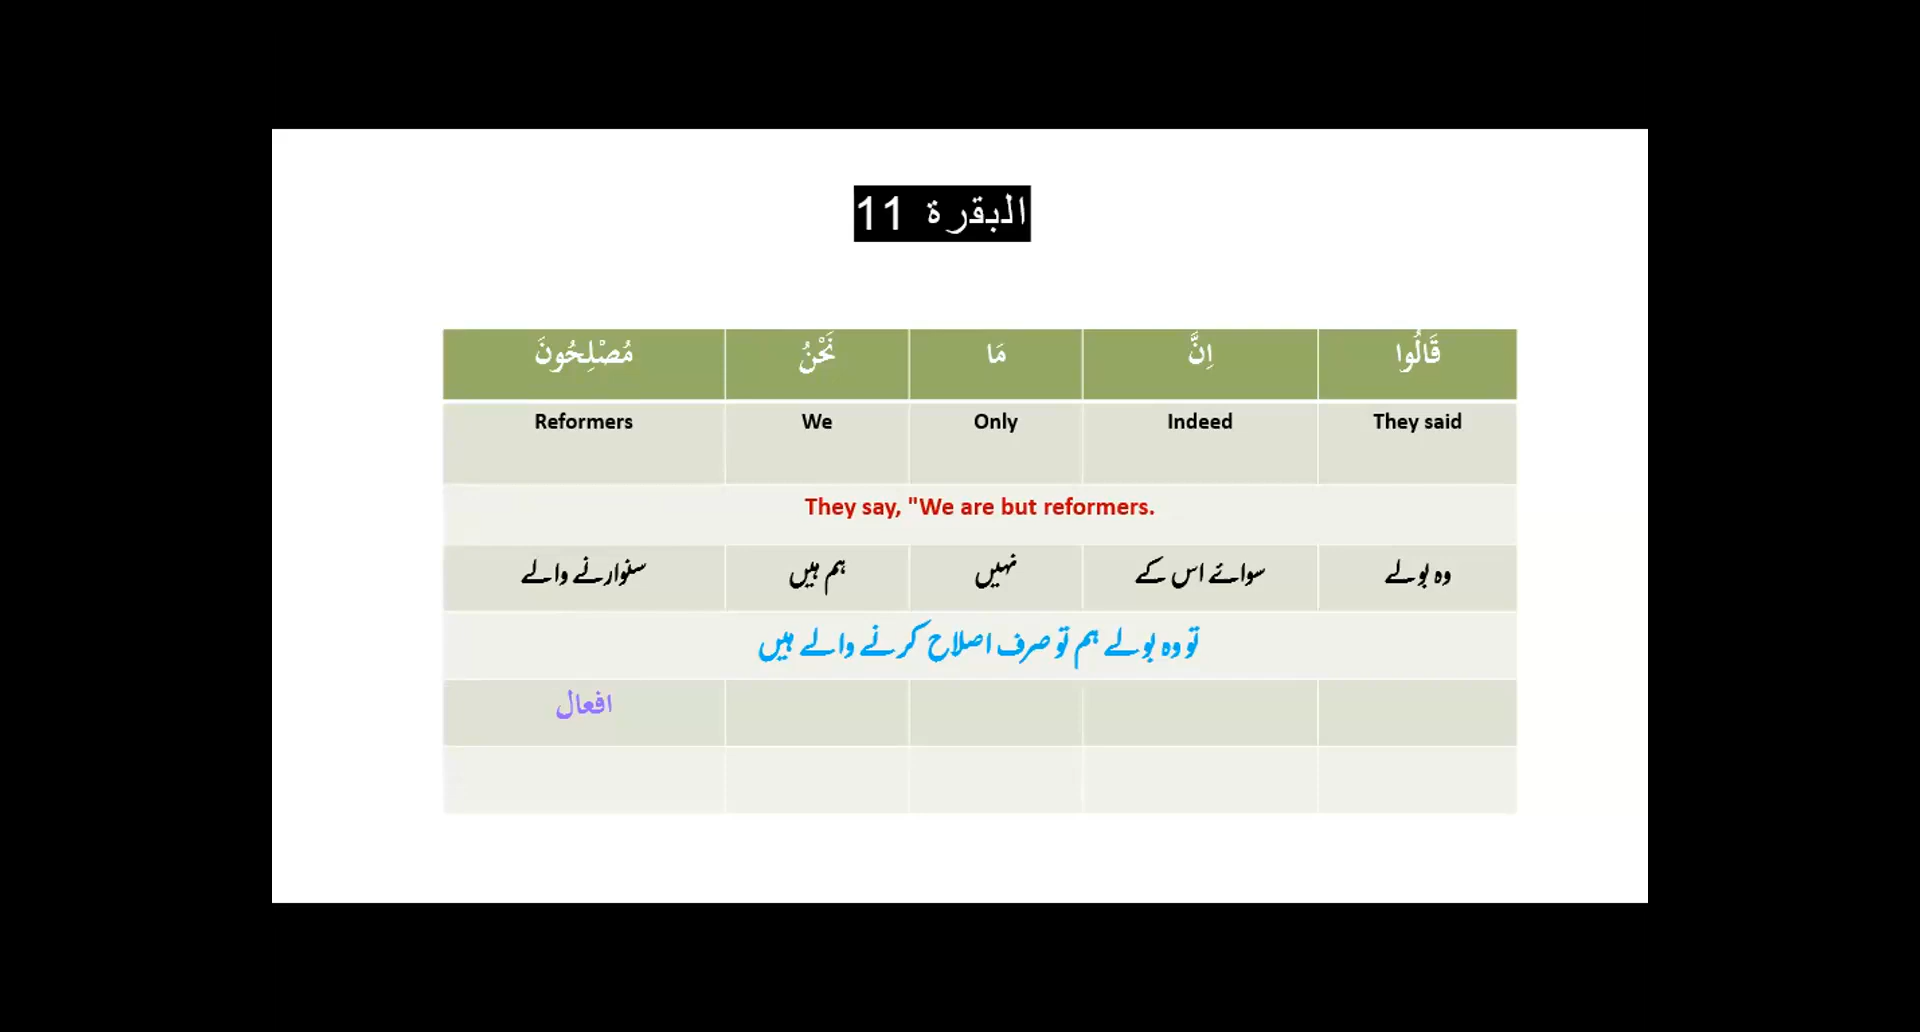 البقرة 11
قَالُوا اِنَّ مَا نَحْنُ مُصْلِحُونَ
They said Indeed Only We Reformers
They say, "We are but reformers.
وہ بولے سوائے اس کے نہیں ہم ہیں سنوارنے والے
تو وہ بولے ہم تو صرف اصلاح کرنے والے ہیں
افعال